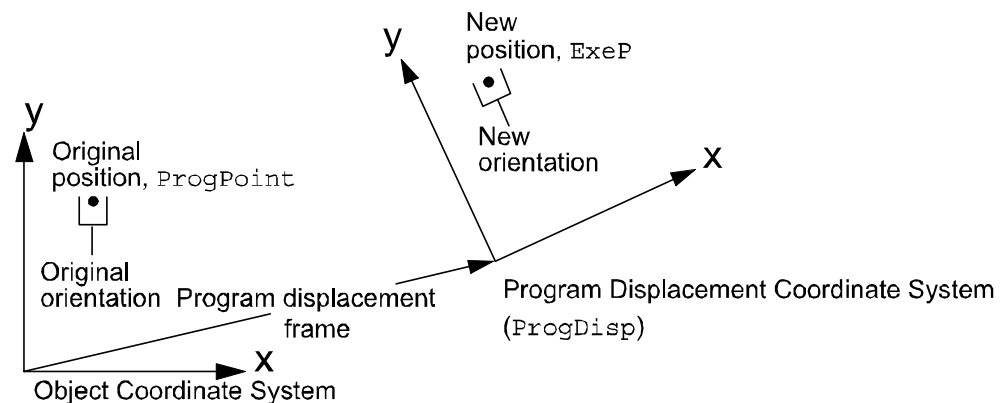 New
position, ExeP
y
y
Original
position, ProgPoint
New
orientation
x
Original
orientation
Program displacement
frame
Program Displacement Coordinate System
(ProgDisp)
x
Object Coordinate System